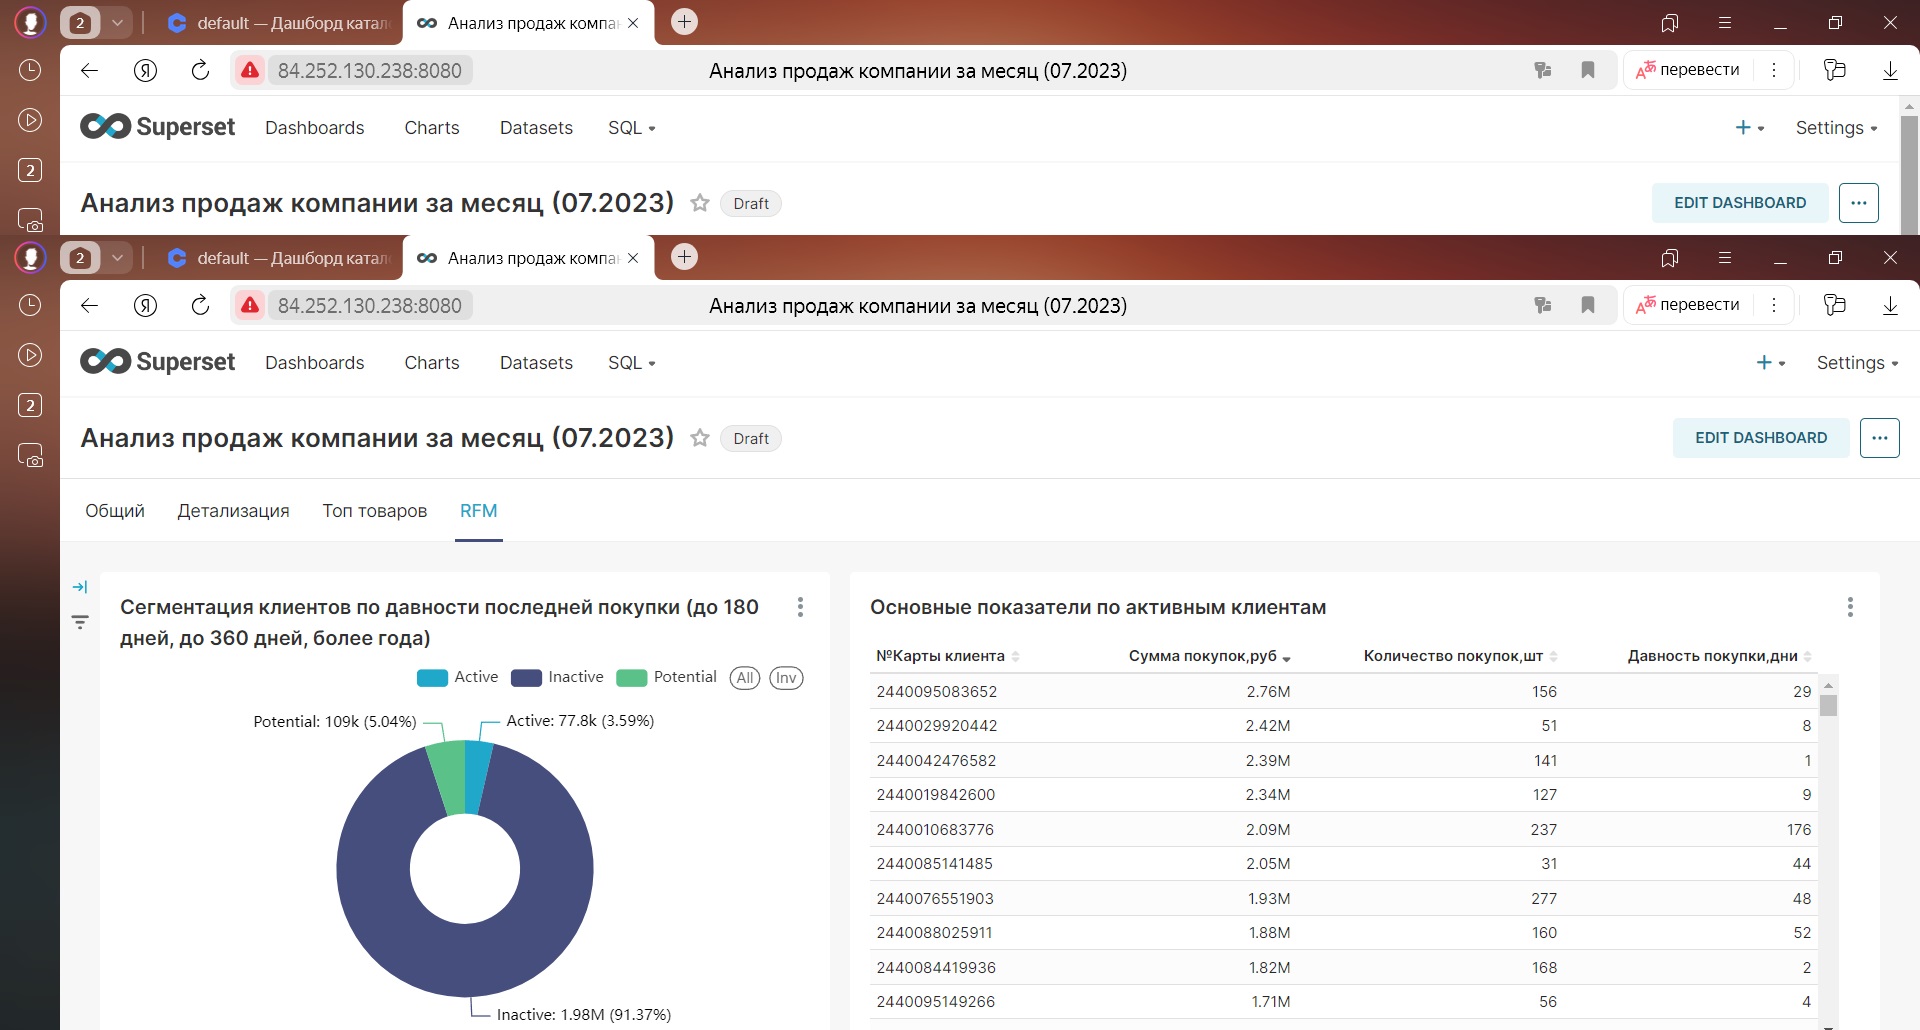 2
default — Дашборд катал
Анализ продаж компа
84.252.130.238:8080
Анализ продаж компании за месяц (07.2023)
перевести
2
Superset
Dashboards
Charts
Datasets
SQL
+
Settings
Анализ продаж компании за месяц (07.2023)
Draft
EDIT DASHBOARD
...
2
default — Дашборд катал
Анализ продаж компа
84.252.130.238:8080
Анализ продаж компании за месяц (07.2023)
перевести
2
Superset
Dashboards
Charts
Datasets
SQL
+
Settings
Анализ продаж компании за месяц (07.2023)
Draft
EDIT DASHBOARD
...
Общий
Детализация
Топ товаров
RFM
Сегментация клиентов по давности последней покупки (до 180
дней, до 360 дней, более года)
Active
Inactive
Potential
All
Inv
Potential: 109k (5.04%)
Active: 77.8k (3.59%)
Inactive: 1.98M (91.37%)
Основные показатели по активным клиентам
№Карты клиента Сумма покупок,руб Количество покупок,шт Давность покупки,дни
2440095083652 2.76M 156 29
2440029920442 2.42M 51 8
2440042476582 2.39M 141 1
2440019842600 2.34M 127 9
2440010683776 2.09M 237 176
2440085141485 2.05M 31 44
2440076551903 1.93M 277 48
2440088025911 1.88M 160 52
2440084419936 1.82M 168 2
2440095149266 1.71M 56 4